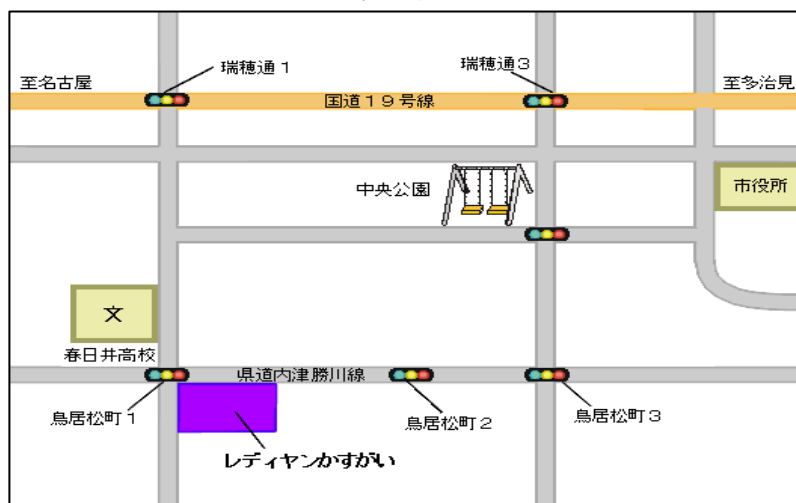 瑞穂通1
瑞穂通3
至名古屋
至多治見
国道19号線
中央公園
市役所
文
春日井高校
県道内津勝川線
鳥居松町1
鳥居松町2
鳥居松町3
レディヤンかすがい